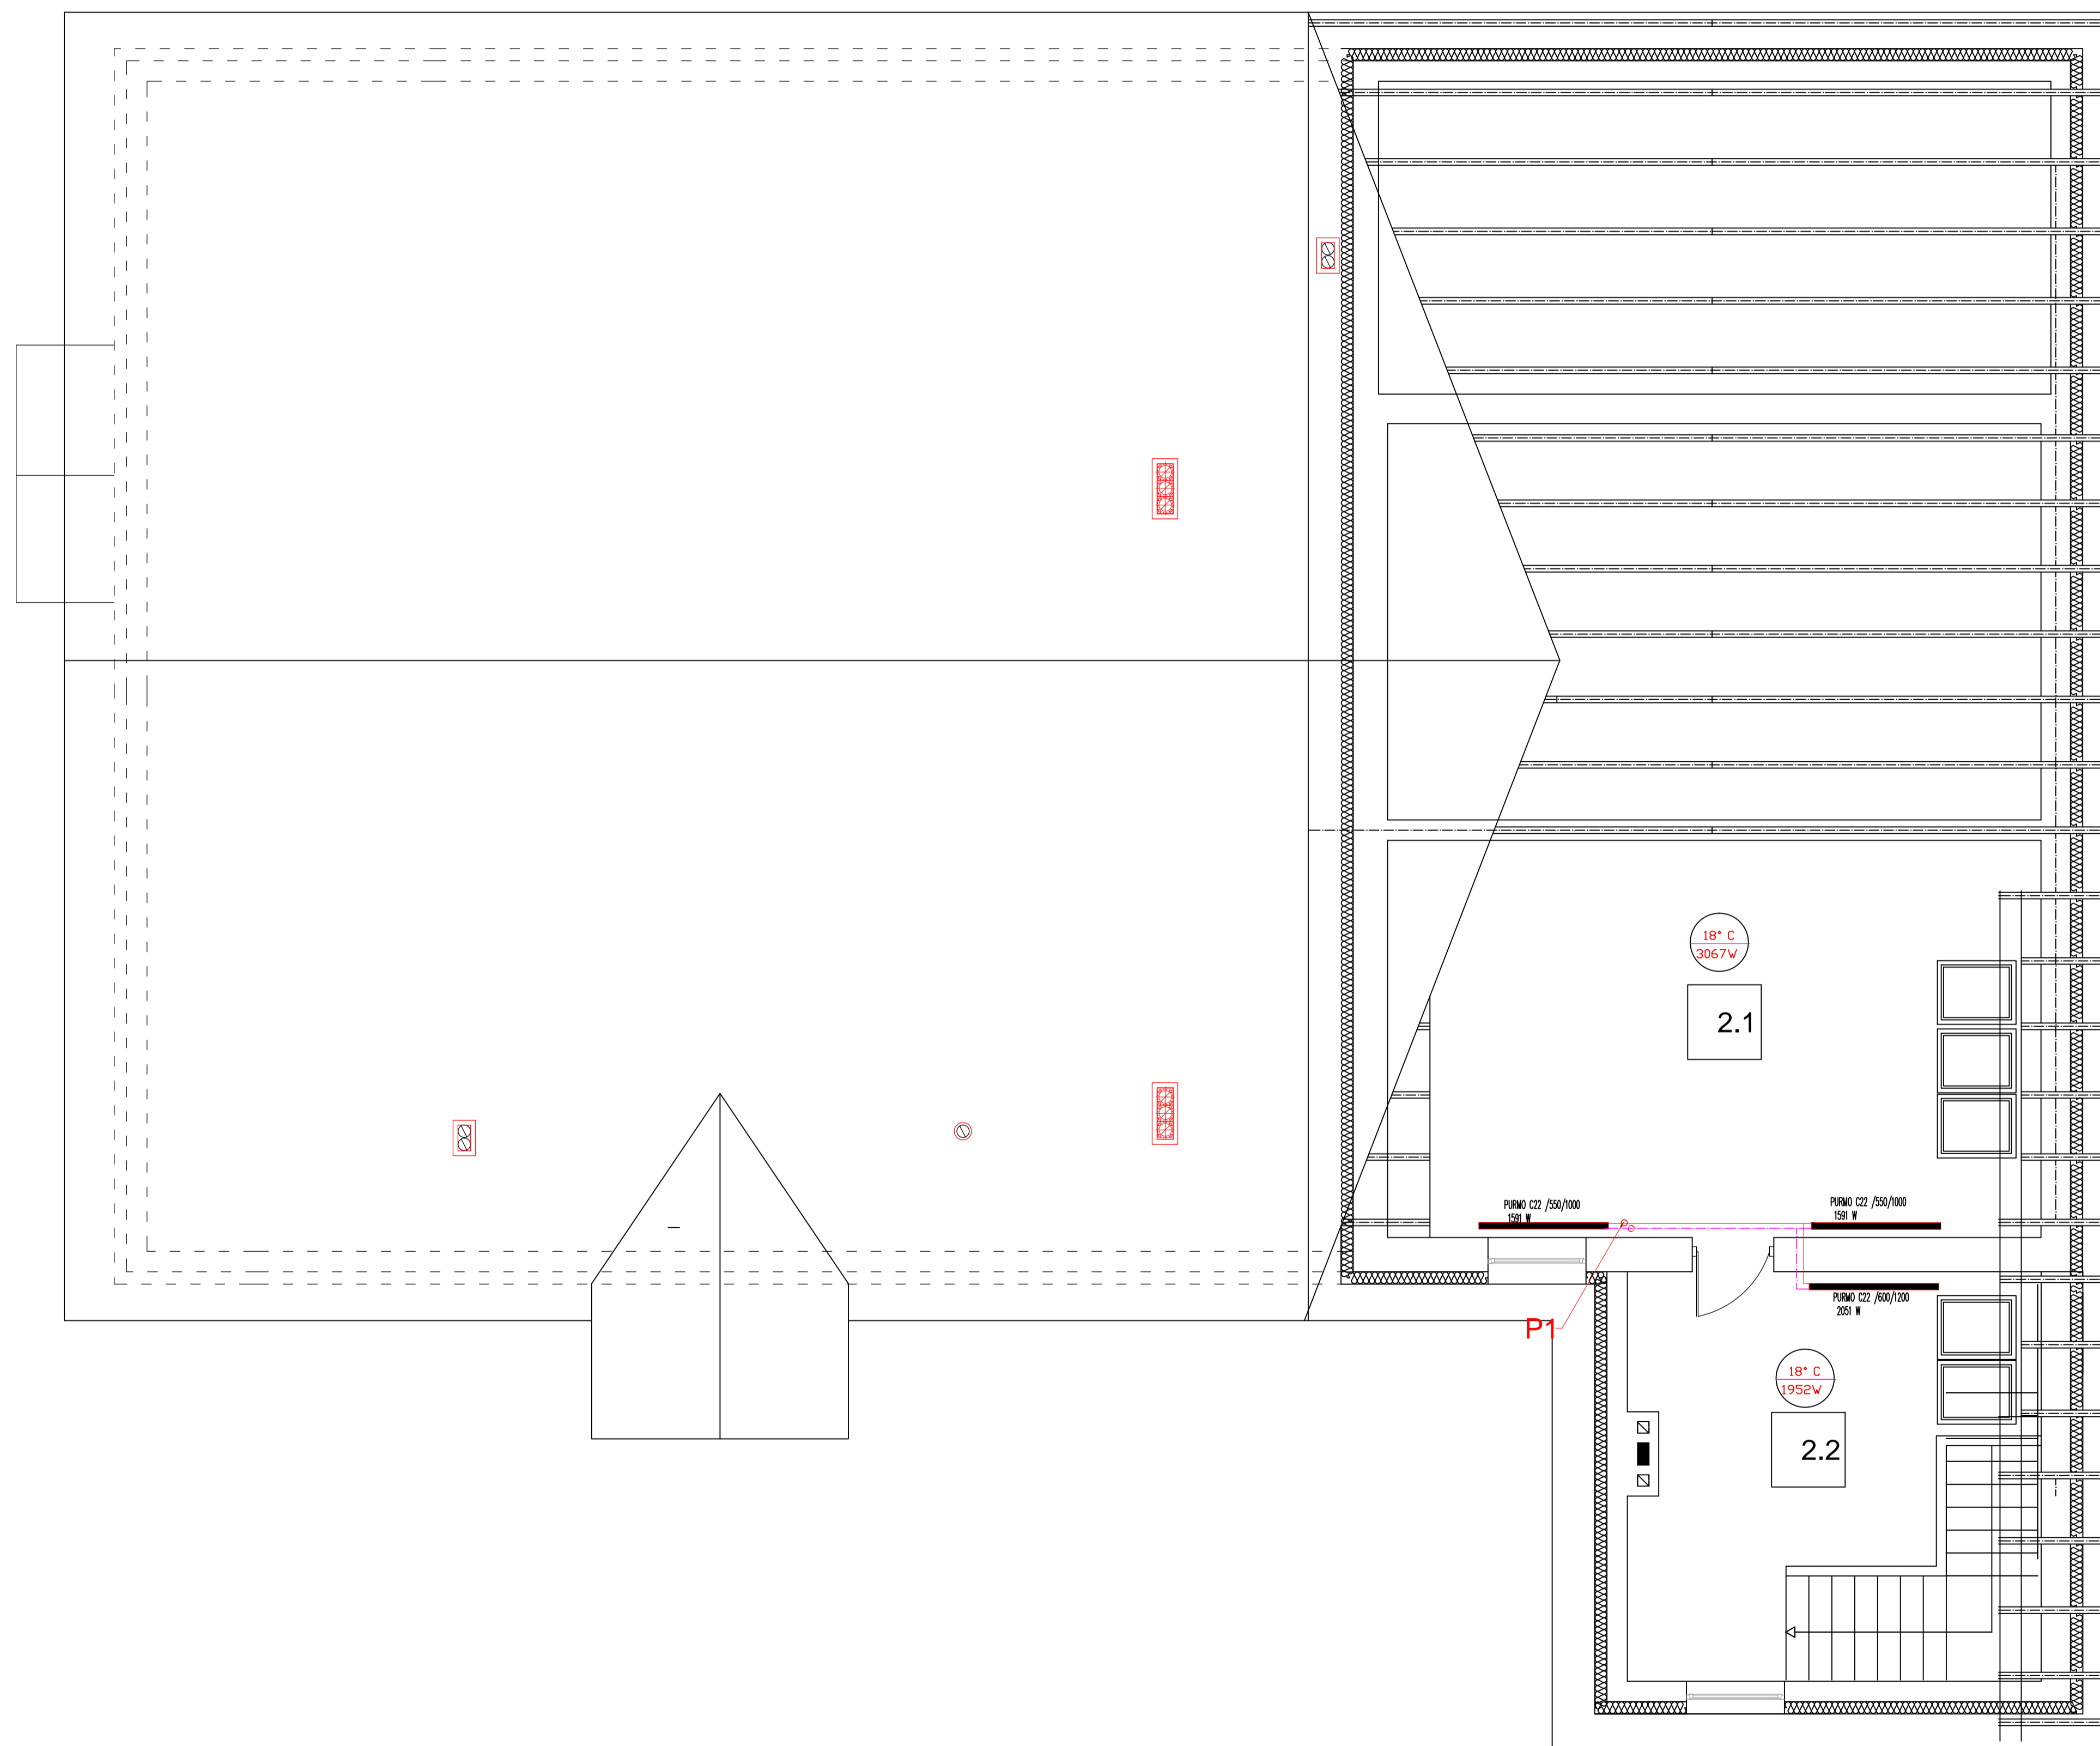 18° C
3067W
2.1
PURMO C22 /550/1000
1591 W
PURMO C22 /550/1000
1591 W
PURMO C22 /600/1200
2051 W
P1
18° C
1952W
2.2